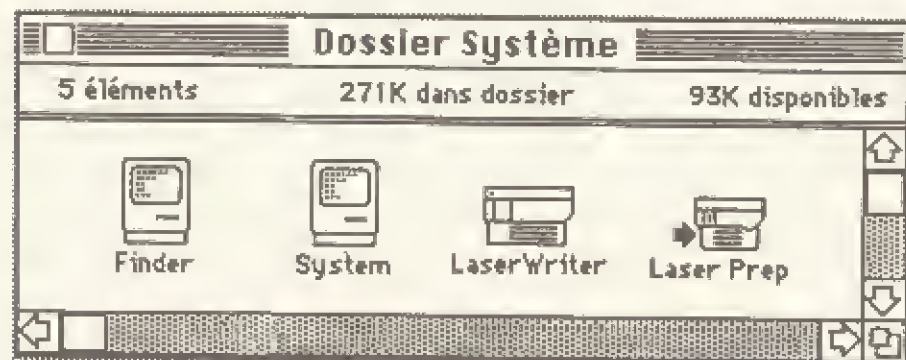 Dossier Système
5 éléments 271K dans dossier 93K disponibles
Finder System LaserWriter Laser Prep